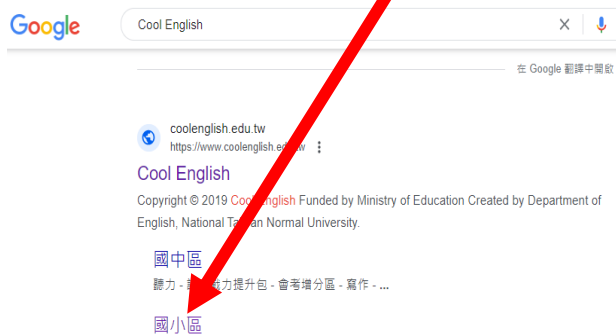 Google
Cool English
在 Google 翻譯中開啟
coolenglish.edu.tw
https://www.coolenglish.ed
Cool English
Copyright © 2019 Cool English Funded by Ministry of Education Created by Department of
English, National Taiwan Normal University.
國中區
聽力 - 力提升包 - 會考增分區 - 寫作 - ...
國小區